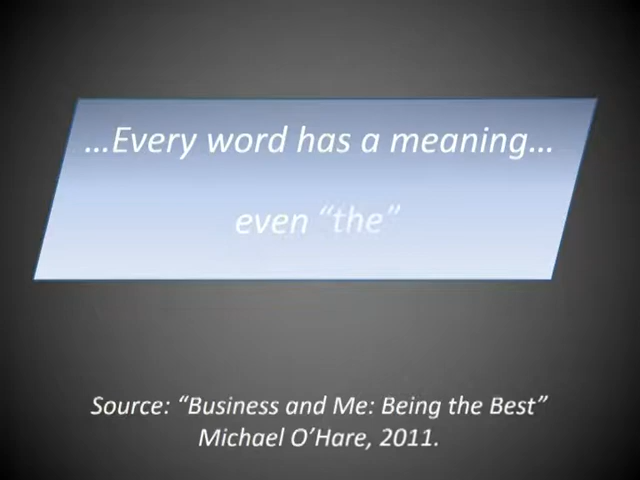 …Every word has a meaning…
even “the”
Source: “Business and Me: Being the Best”
Michael O’Hare, 2011.